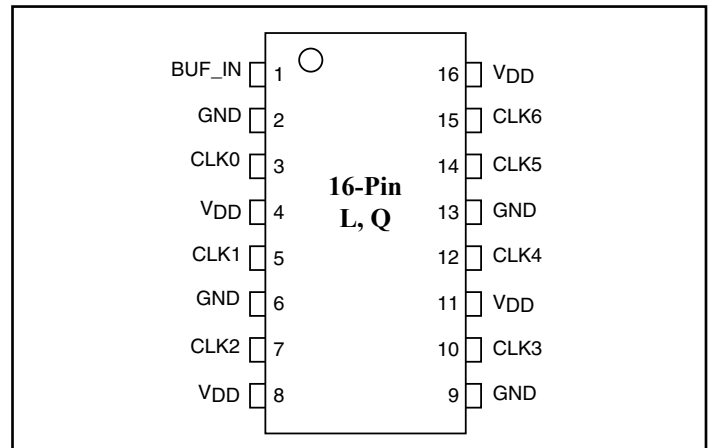 BUF_IN 1 16 VDD
GND 2 15 CLK6
CLK0 3 14 CLK5
16-Pin
VDD 4 13 GND
L, Q
CLK1 5 12 CLK4
GND 6 11 VDD
CLK2 7 10 CLK3
VDD 8 9 GND